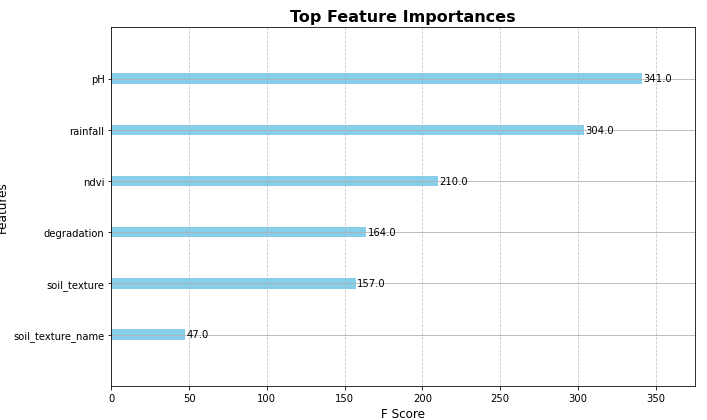 Top Feature Importances
pH
341.0
rainfall
304.0
ndvi
210.0
degradation
164.0
soil_texture
157.0
soil_texture_name
47.0
0 50 100 150 200 250 300 350
F Score
Features